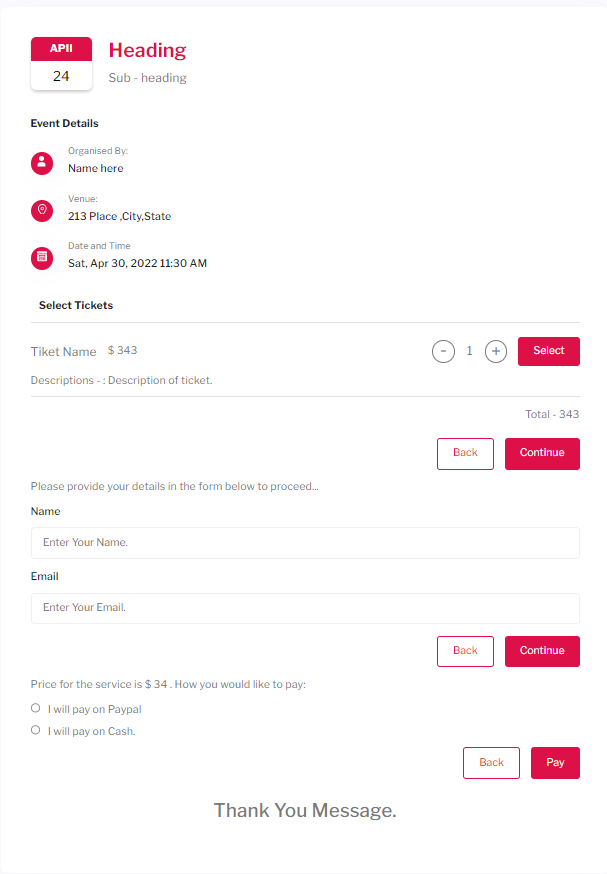 APII
24
Heading
Sub - heading
Event Details
Organised By:
Name here
Venue:
213 Place ,City,State
Date and Time
Sat, Apr 30, 2022 11:30 AM
Select Tickets
Tiket Name $ 343 - 1 + Select
Descriptions - : Description of ticket.
Total - 343
Back Continue
Please provide your details in the form below to proceed...
Name
Enter Your Name.
Email
Enter Your Email.
Back Continue
Price for the service is $ 34 . How you would like to pay:
I will pay on Paypal
I will pay on Cash.
Back Pay
Thank You Message.